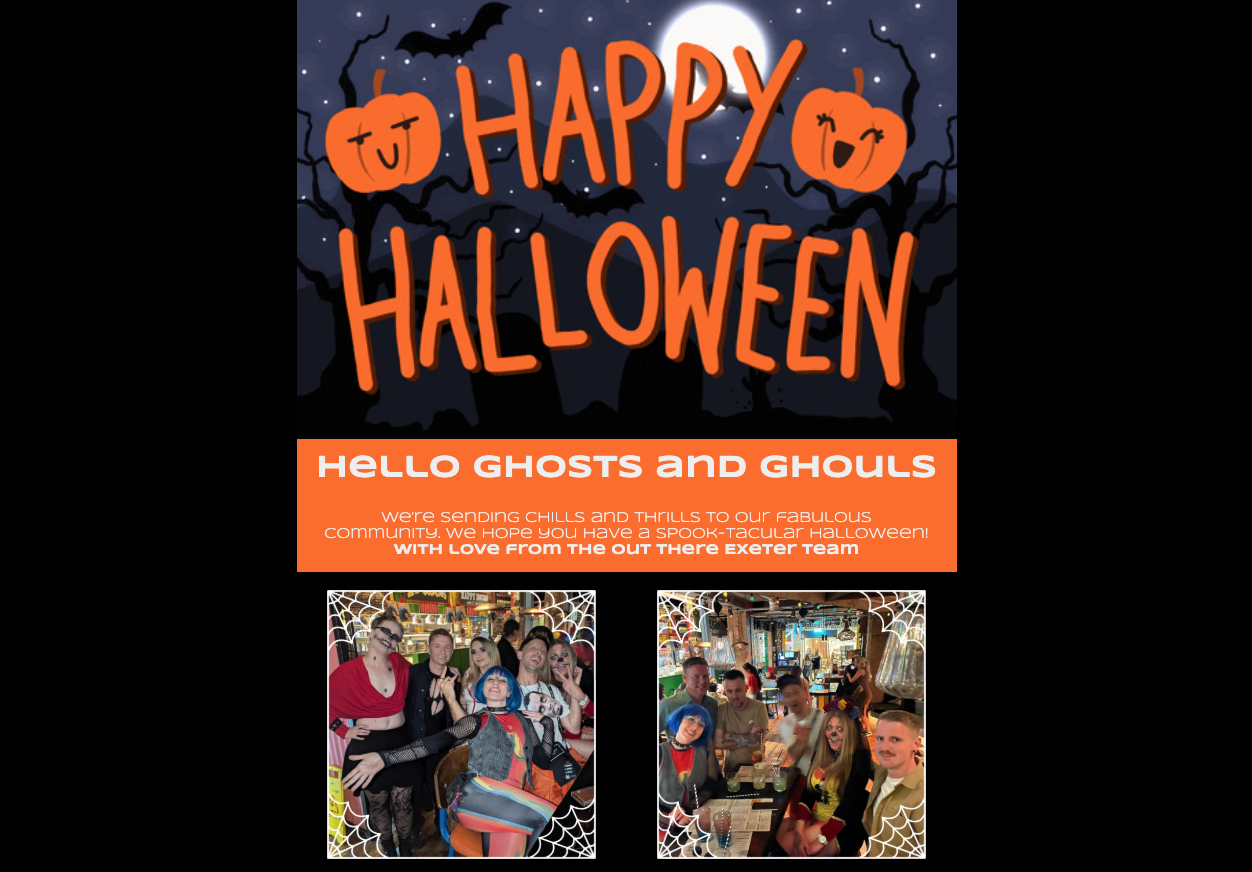 HAPPY
HALLOWEEN
Hello GHOSTS and GHOULS
We're sending chills and thrills to our fabulous
community. We hope you have a spook-tacular halloween!
With love from the Out There Exeter Team